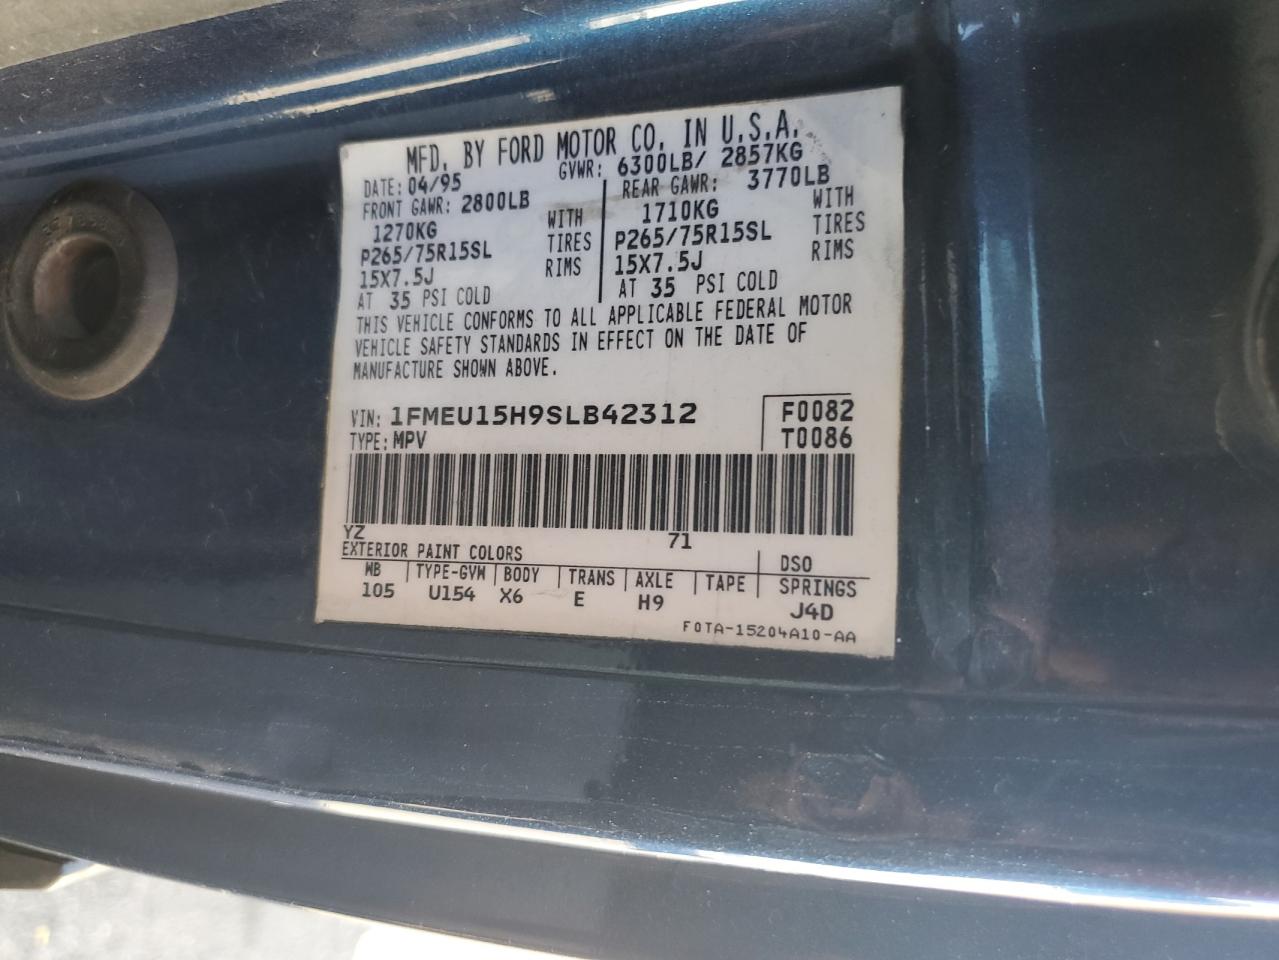 MFD. BY FORD MOTOR CO. IN U.S.A.
DATE: 04/95 GVWR: 6300LB/ 2857KG
FRONT GAWR: 2800LB REAR GAWR: 3770LB
1270KG WITH 1710KG WITH
P265/75R15SL TIRES P265/75R15SL TIRES
15X7.5J RIMS 15X7.5J RIMS
AT 35 PSI COLD AT 35 PSI COLD
THIS VEHICLE CONFORMS TO ALL APPLICABLE FEDERAL MOTOR
VEHICLE SAFETY STANDARDS IN EFFECT ON THE DATE OF
MANUFACTURE SHOWN ABOVE.
VIN: 1FMEU15H9SLB42312 F0082
TYPE: MPV T0086
YZ 71
EXTERIOR PAINT COLORS DSO
WB TYPE-GVW BODY TRANS AXLE TAPE SPRINGS
105 U154 X6 E H9 J4D
F0TA-15204A10-AA